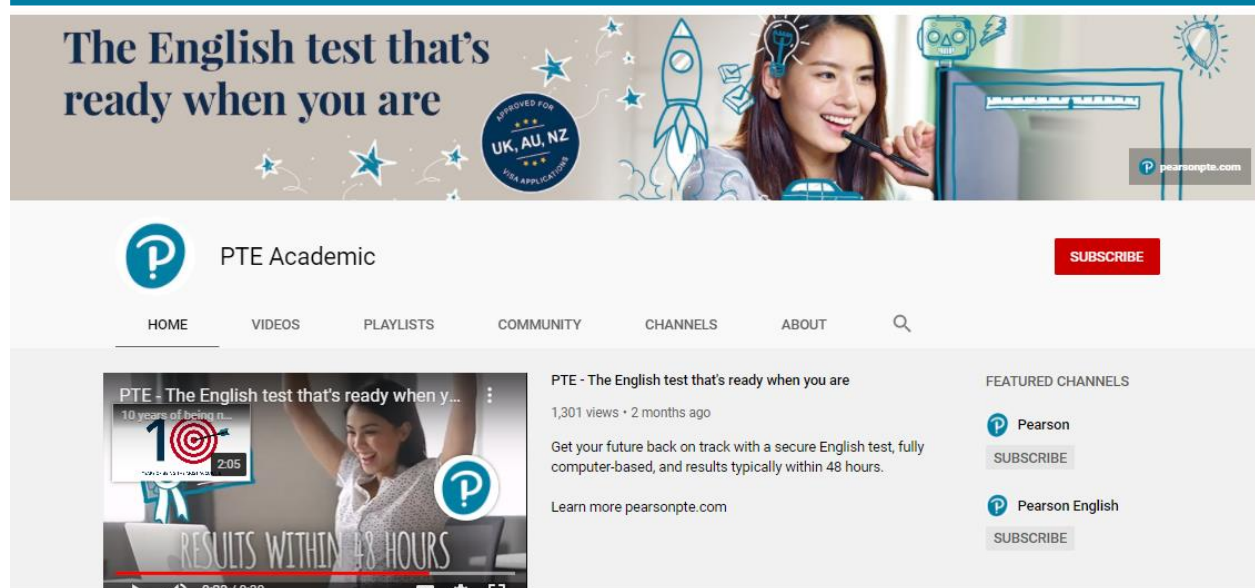 The English test that's
ready when you are
APPROVED FOR
UK, AU, NZ
VISA APPLICATIONS
pearsonpte.com
PTE Academic
SUBSCRIBE
HOME VIDEOS PLAYLISTS COMMUNITY CHANNELS ABOUT
PTE - The English test that's ready when y...
10 years of being n...
10
2:05
RESULTS WITHIN 48 HOURS
PTE - The English test that's ready when you are
1,301 views • 2 months ago
Get your future back on track with a secure English test, fully
computer-based, and results typically within 48 hours.
Learn more pearsonpte.com
FEATURED CHANNELS
Pearson
SUBSCRIBE
Pearson English
SUBSCRIBE